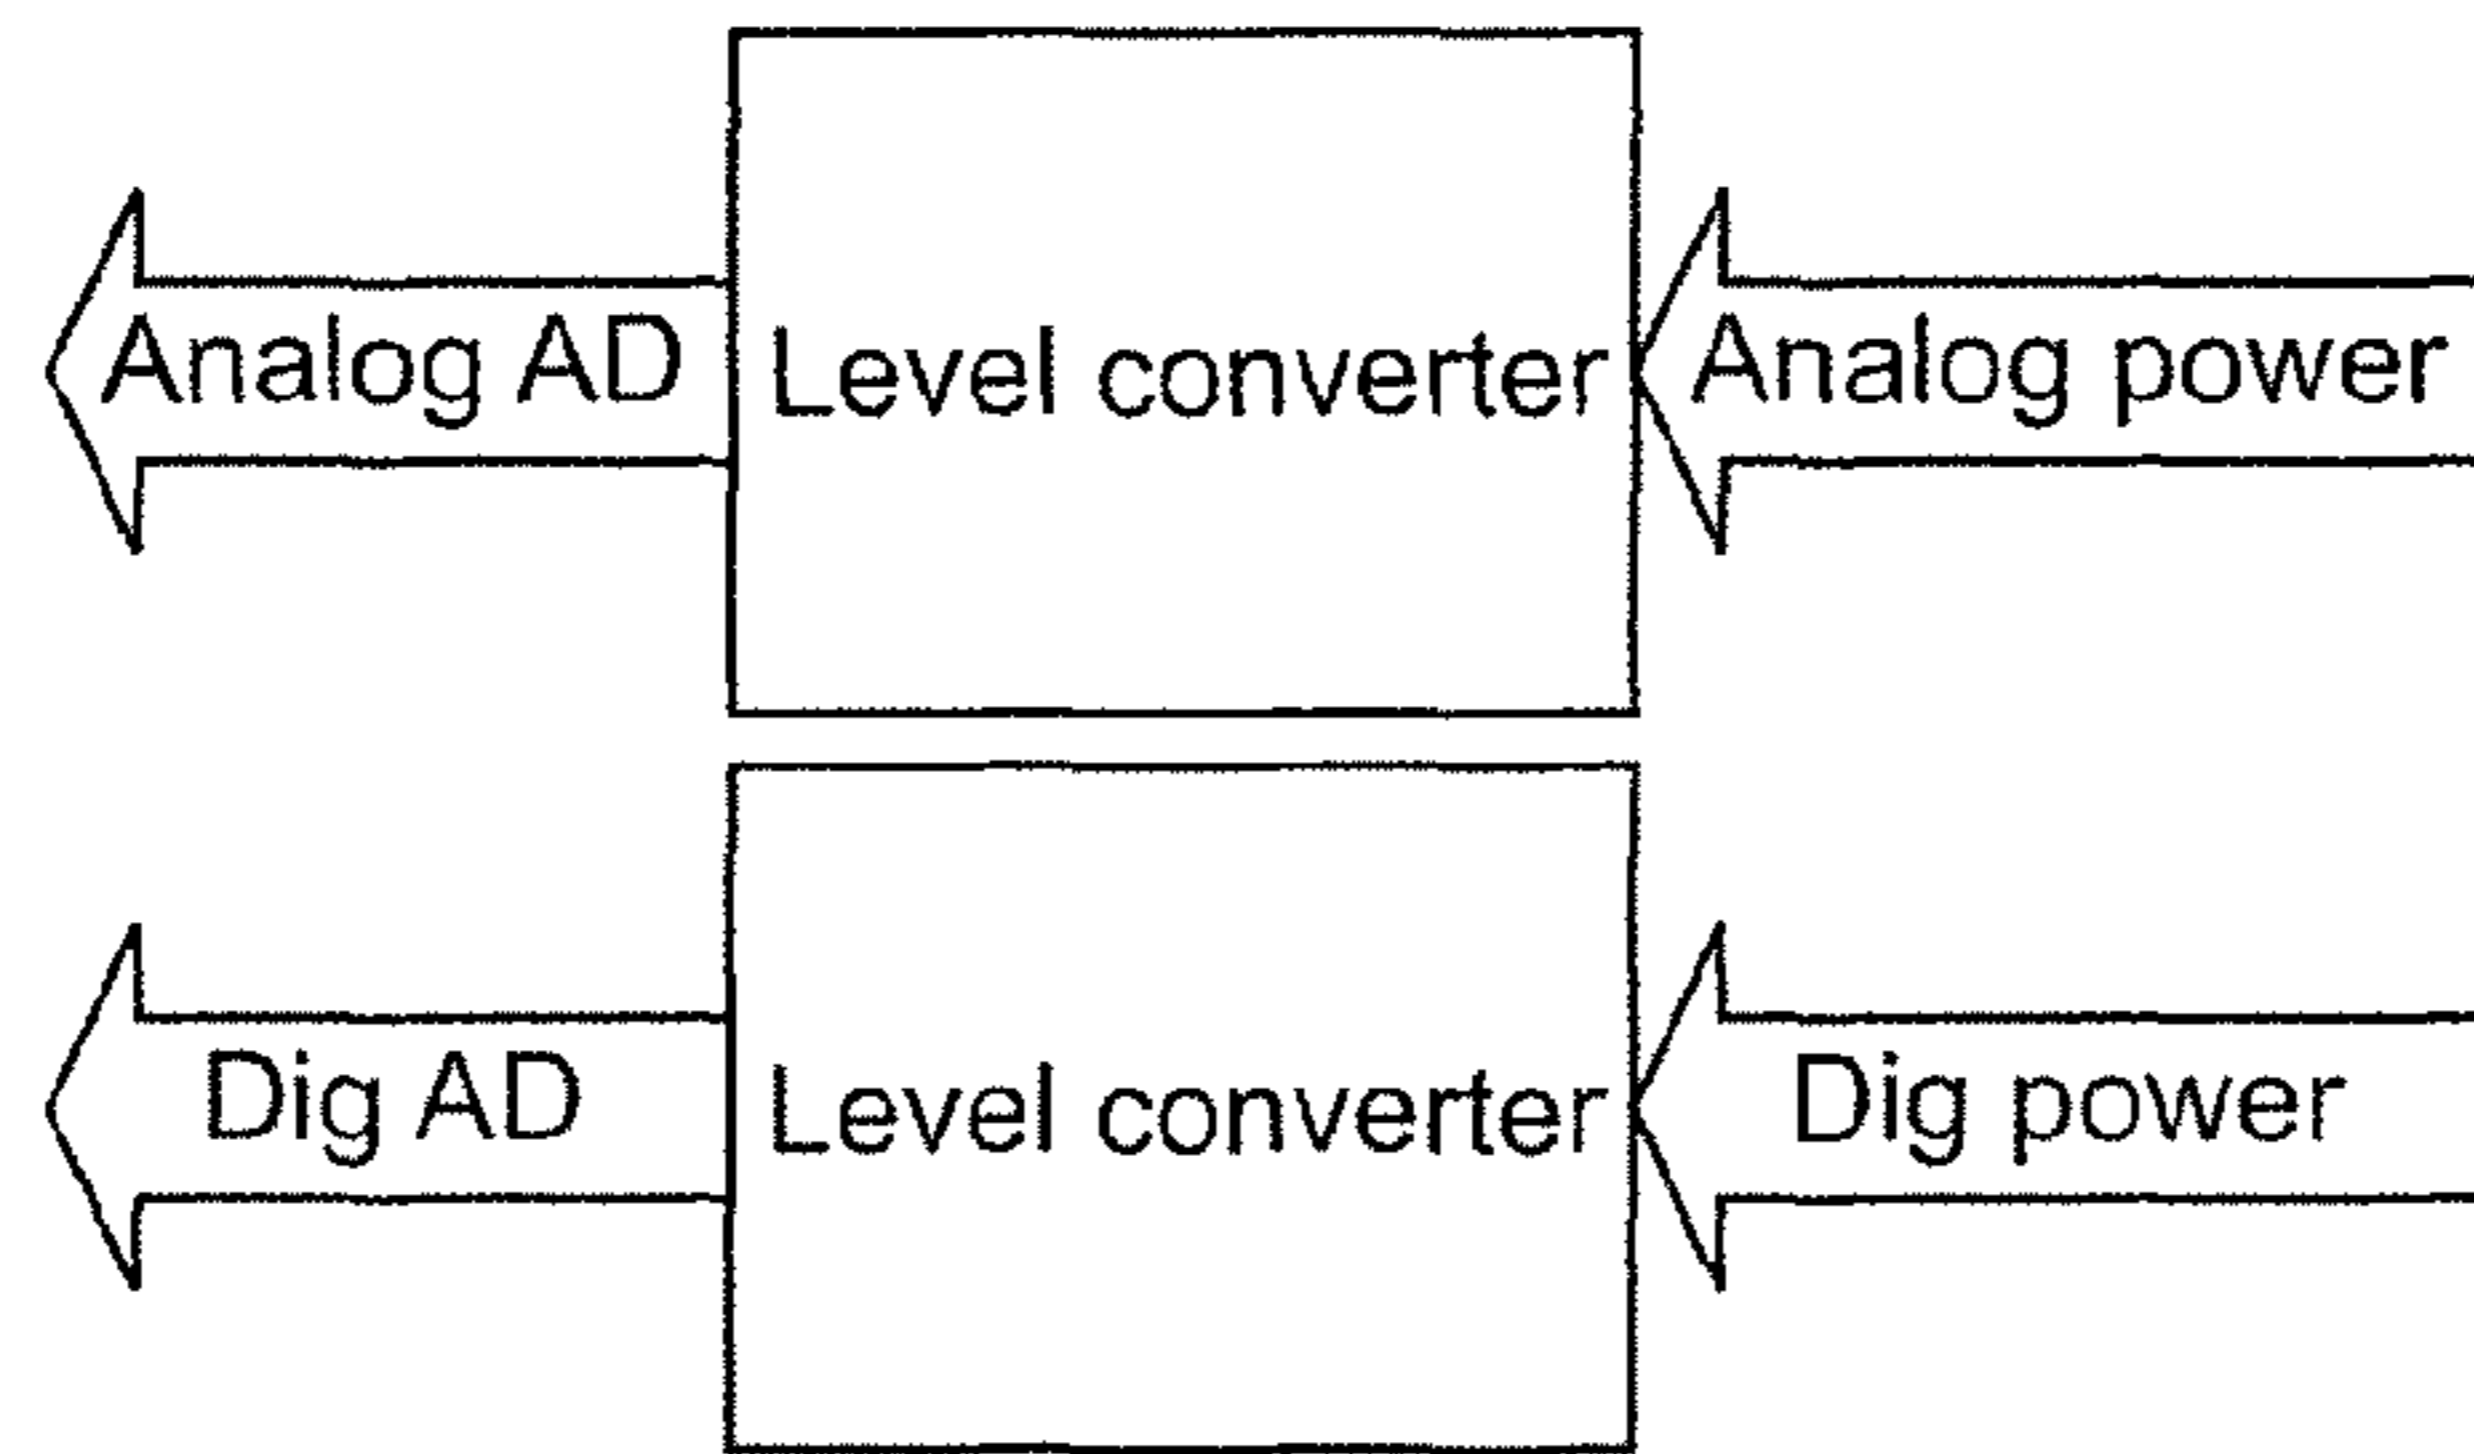 Analog AD
Level converter
Analog power
Dig AD
Level converter
Dig power